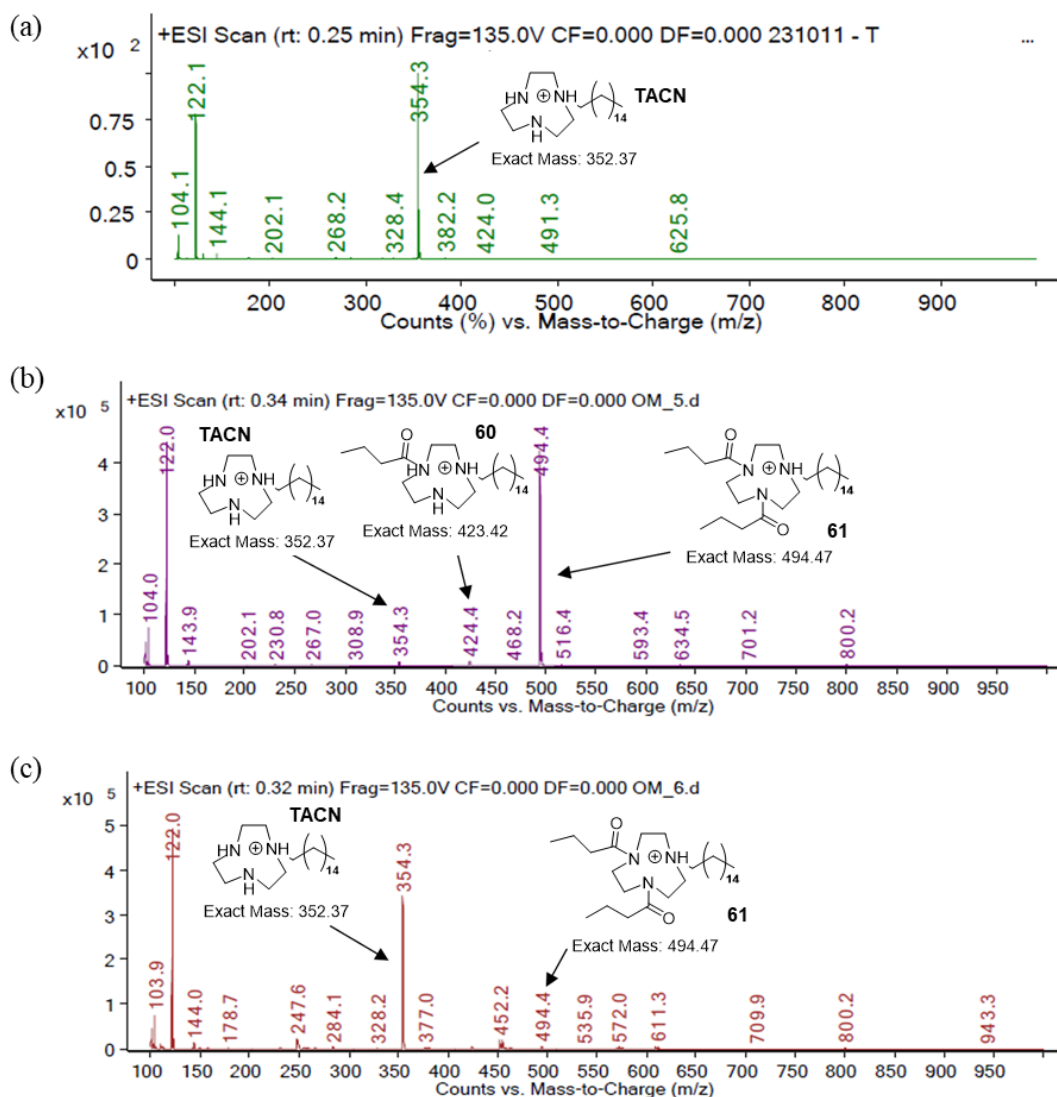 (a)
+ESI Scan (rt: 0.25 min) Frag=135.0V CF=0.000 DF=0.000 231011 - T ...
x10 2
0.75
0.5
0.25
0
104.1
122.1
144.1
202.1
268.2
328.4
354.3
382.2
424.0
491.3
625.8
NH
HN
N
H
+
NH
14
TACN
Exact Mass: 352.37
200 300 400 500 600 700 800 900
Counts (%) vs. Mass-to-Charge (m/z)
(b)
+ESI Scan (rt: 0.34 min) Frag=135.0V CF=0.000 DF=0.000 OM_5.d
x10 5
4
3
2
1
0
104.0
122.0
143.9
202.1
230.8
267.0
308.9
354.3
424.4
468.2
494.4
516.4
593.4
634.5
701.2
800.2
TACN
HN
+
NH
N
H
14
Exact Mass: 352.37
60
O
HN
+
NH
N
H
14
Exact Mass: 423.42
O
N
+
NH
N
14
O
61
Exact Mass: 494.47
100 150 200 250 300 350 400 450 500 550 600 650 700 750 800 850 900 950
Counts vs. Mass-to-Charge (m/z)
(c)
+ESI Scan (rt: 0.32 min) Frag=135.0V CF=0.000 DF=0.000 OM_6.d
x10 5
5
4
3
2
1
0
103.9
122.0
144.0
178.7
247.6
284.1
328.2
354.3
377.0
452.2
494.4
535.9
572.0
611.3
709.9
800.2
943.3
TACN
HN
+
NH
N
H
14
Exact Mass: 352.37
O
N
+
NH
N
14
O
61
Exact Mass: 494.47
100 150 200 250 300 350 400 450 500 550 600 650 700 750 800 850 900 950
Counts vs. Mass-to-Charge (m/z)